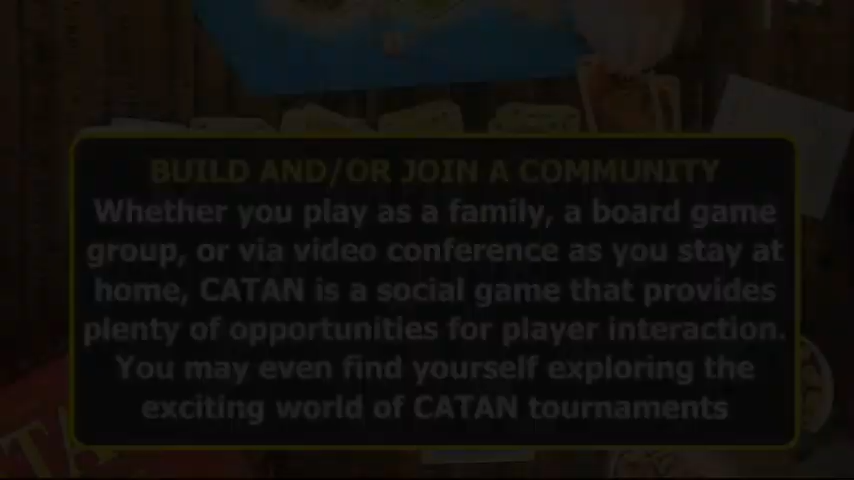 BUILD AND/OR JOIN A COMMUNITY
Whether you play as a family, a board game
group, or via video conference as you stay at
home, CATAN is a social game that provides
plenty of opportunities for player interaction.
You may even find yourself exploring the
exciting world of CATAN tournaments